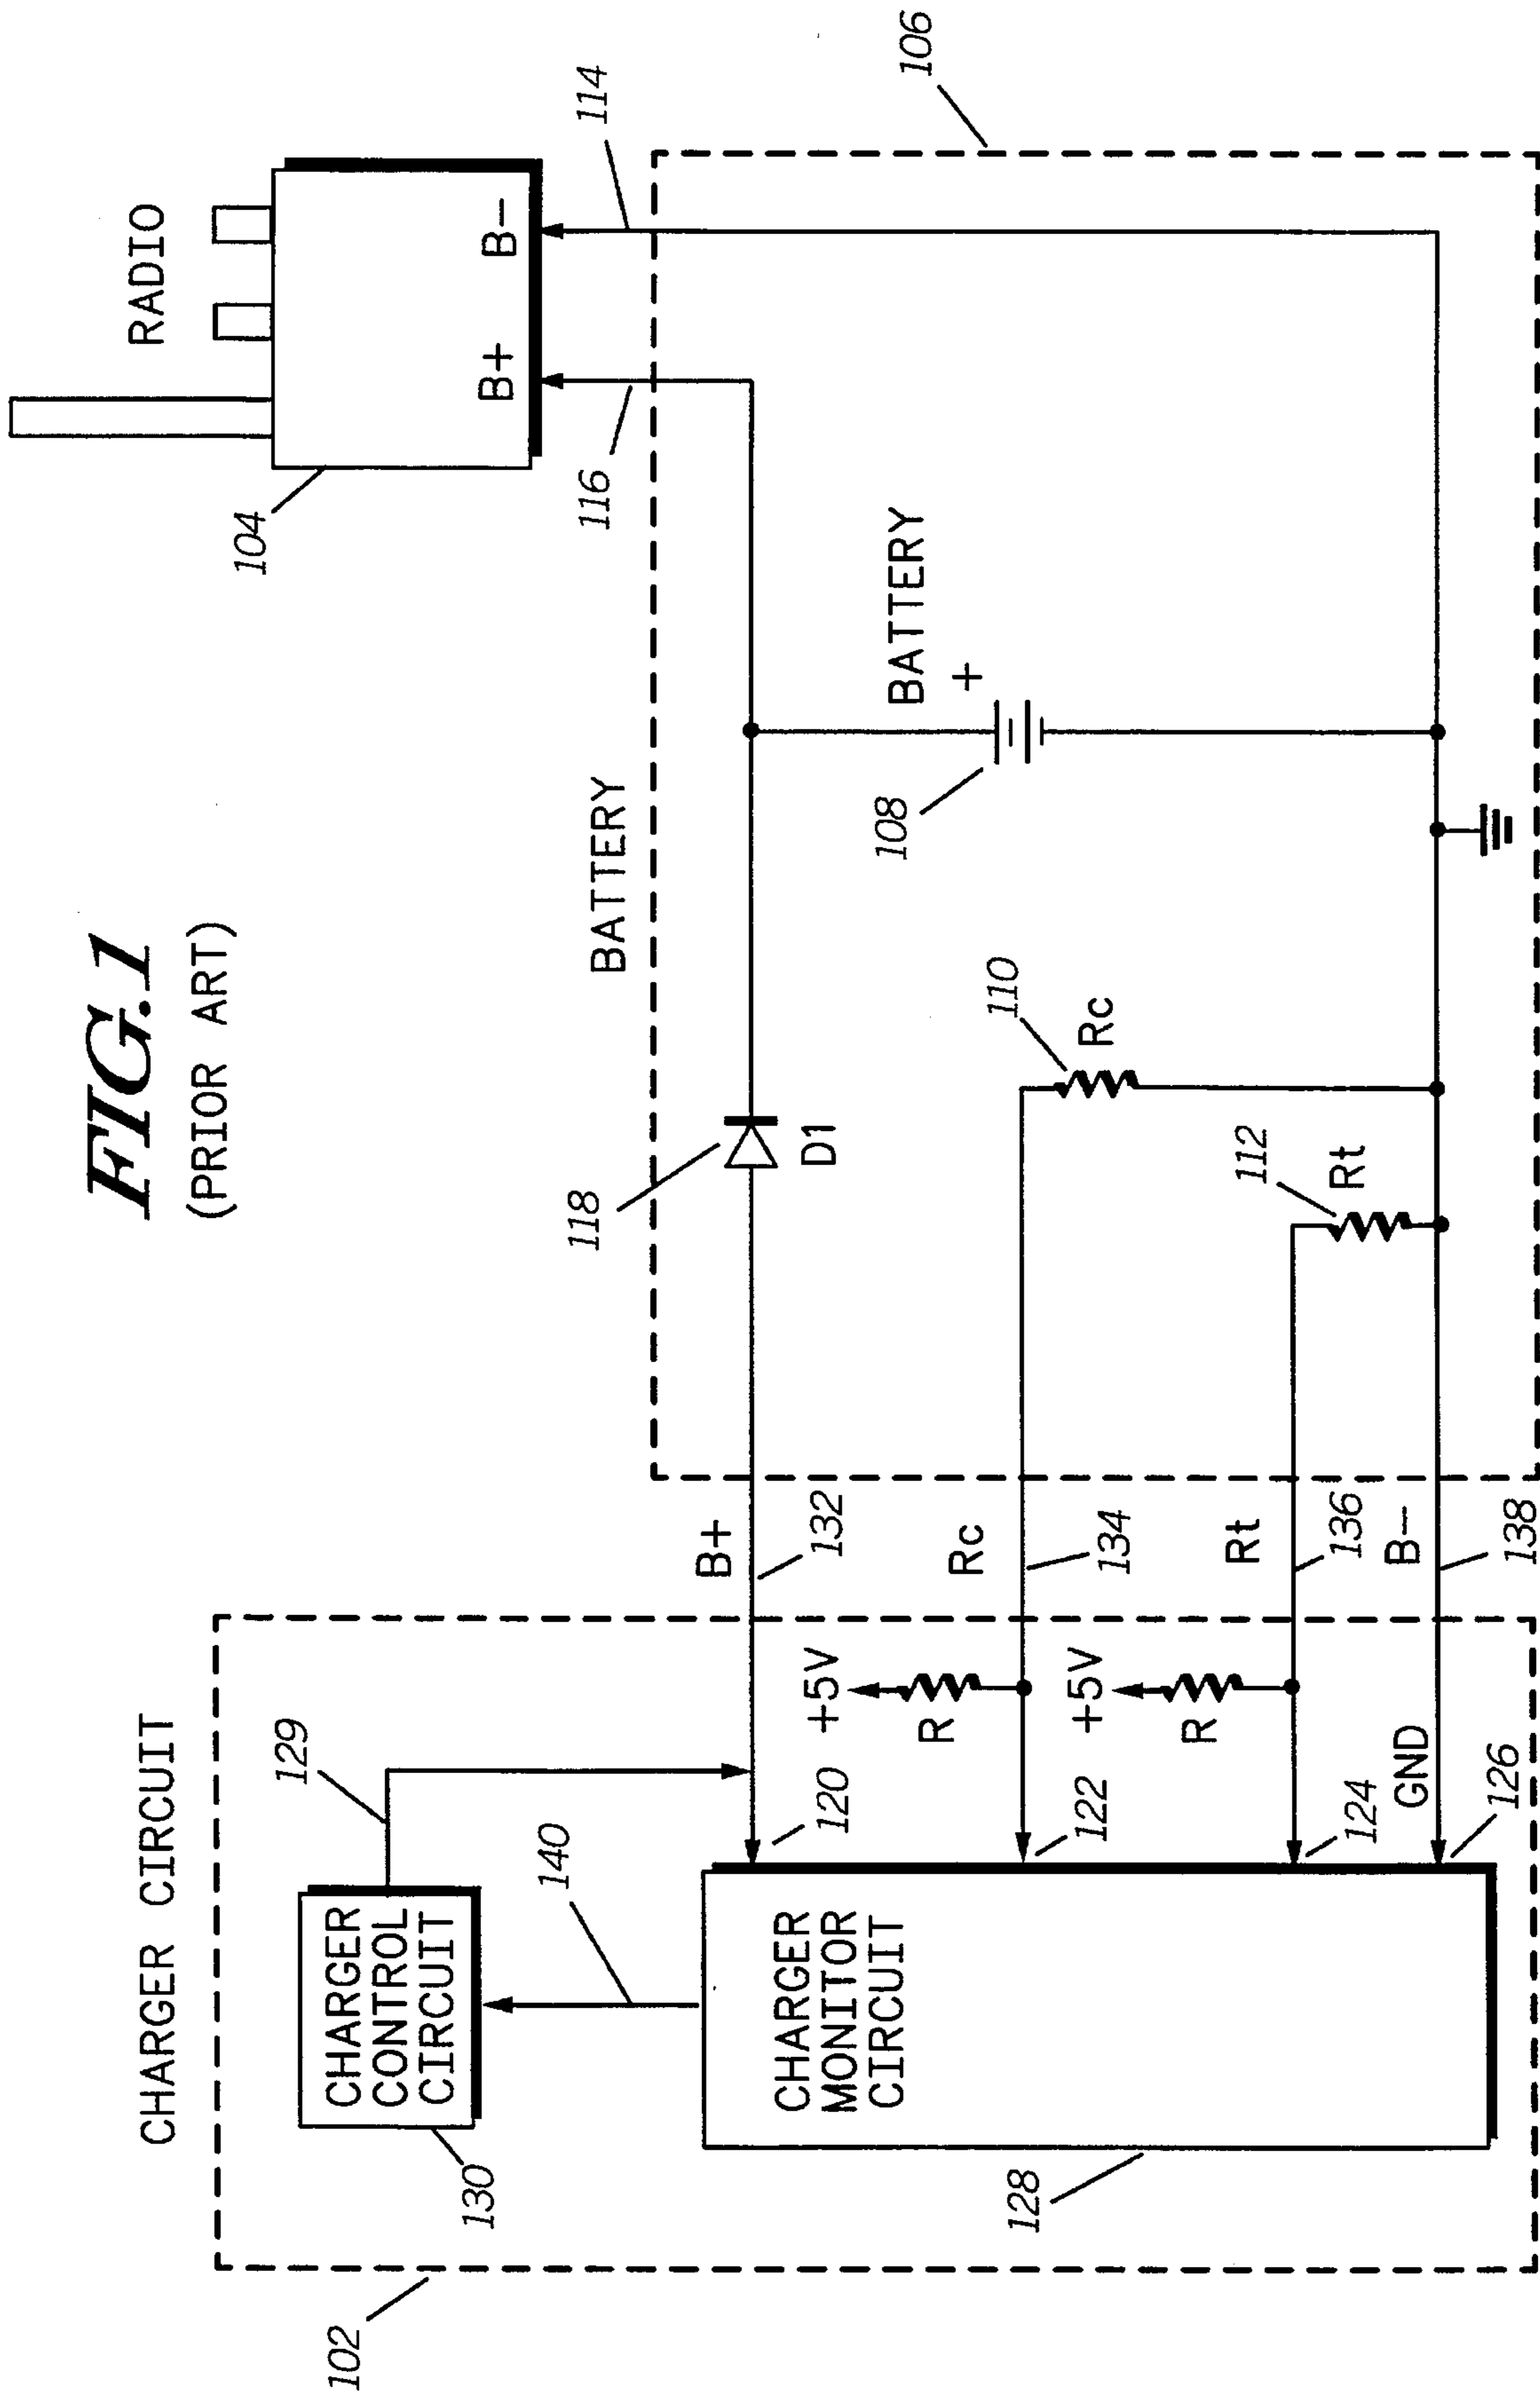 FIG.1
(PRIOR ART)
CHARGER CIRCUIT
RADIO
102
130
CHARGER
CONTROL
CIRCUIT
129
140
104
B+
B-
116
114
BATTERY
106
118
D1
B+
132
120
128
CHARGER
MONITOR
CIRCUIT
+5V
R
122
Rc
134
110
Rc
108
BATTERY
+
+5V
R
124
Rt
136
112
Rt
GND
126
B-
138